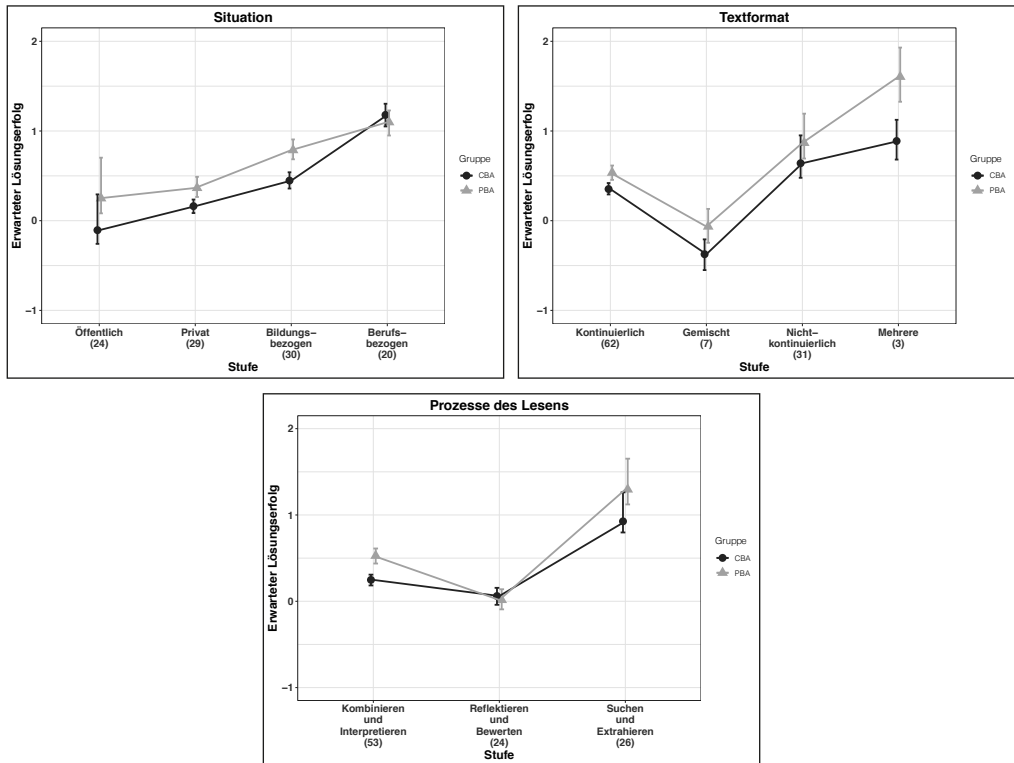 Situation
Erwarteter Lösungserfolg
2
1
0
−1
Öffentlich
(24)
Privat
(29)
Bildungs−
bezogen
(30)
Berufs−
bezogen
(20)
Stufe
Gruppe
CBA
PBA
Textformat
Erwarteter Lösungserfolg
2
1
0
−1
Kontinuierlich
(62)
Gemischt
(7)
Nicht−
kontinuierlich
(31)
Mehrere
(3)
Stufe
Gruppe
CBA
PBA
Prozesse des Lesens
Erwarteter Lösungserfolg
2
1
0
−1
Kombinieren
und
Interpretieren
(53)
Reflektieren
und
Bewerten
(24)
Suchen
und
Extrahieren
(26)
Stufe
Gruppe
CBA
PBA